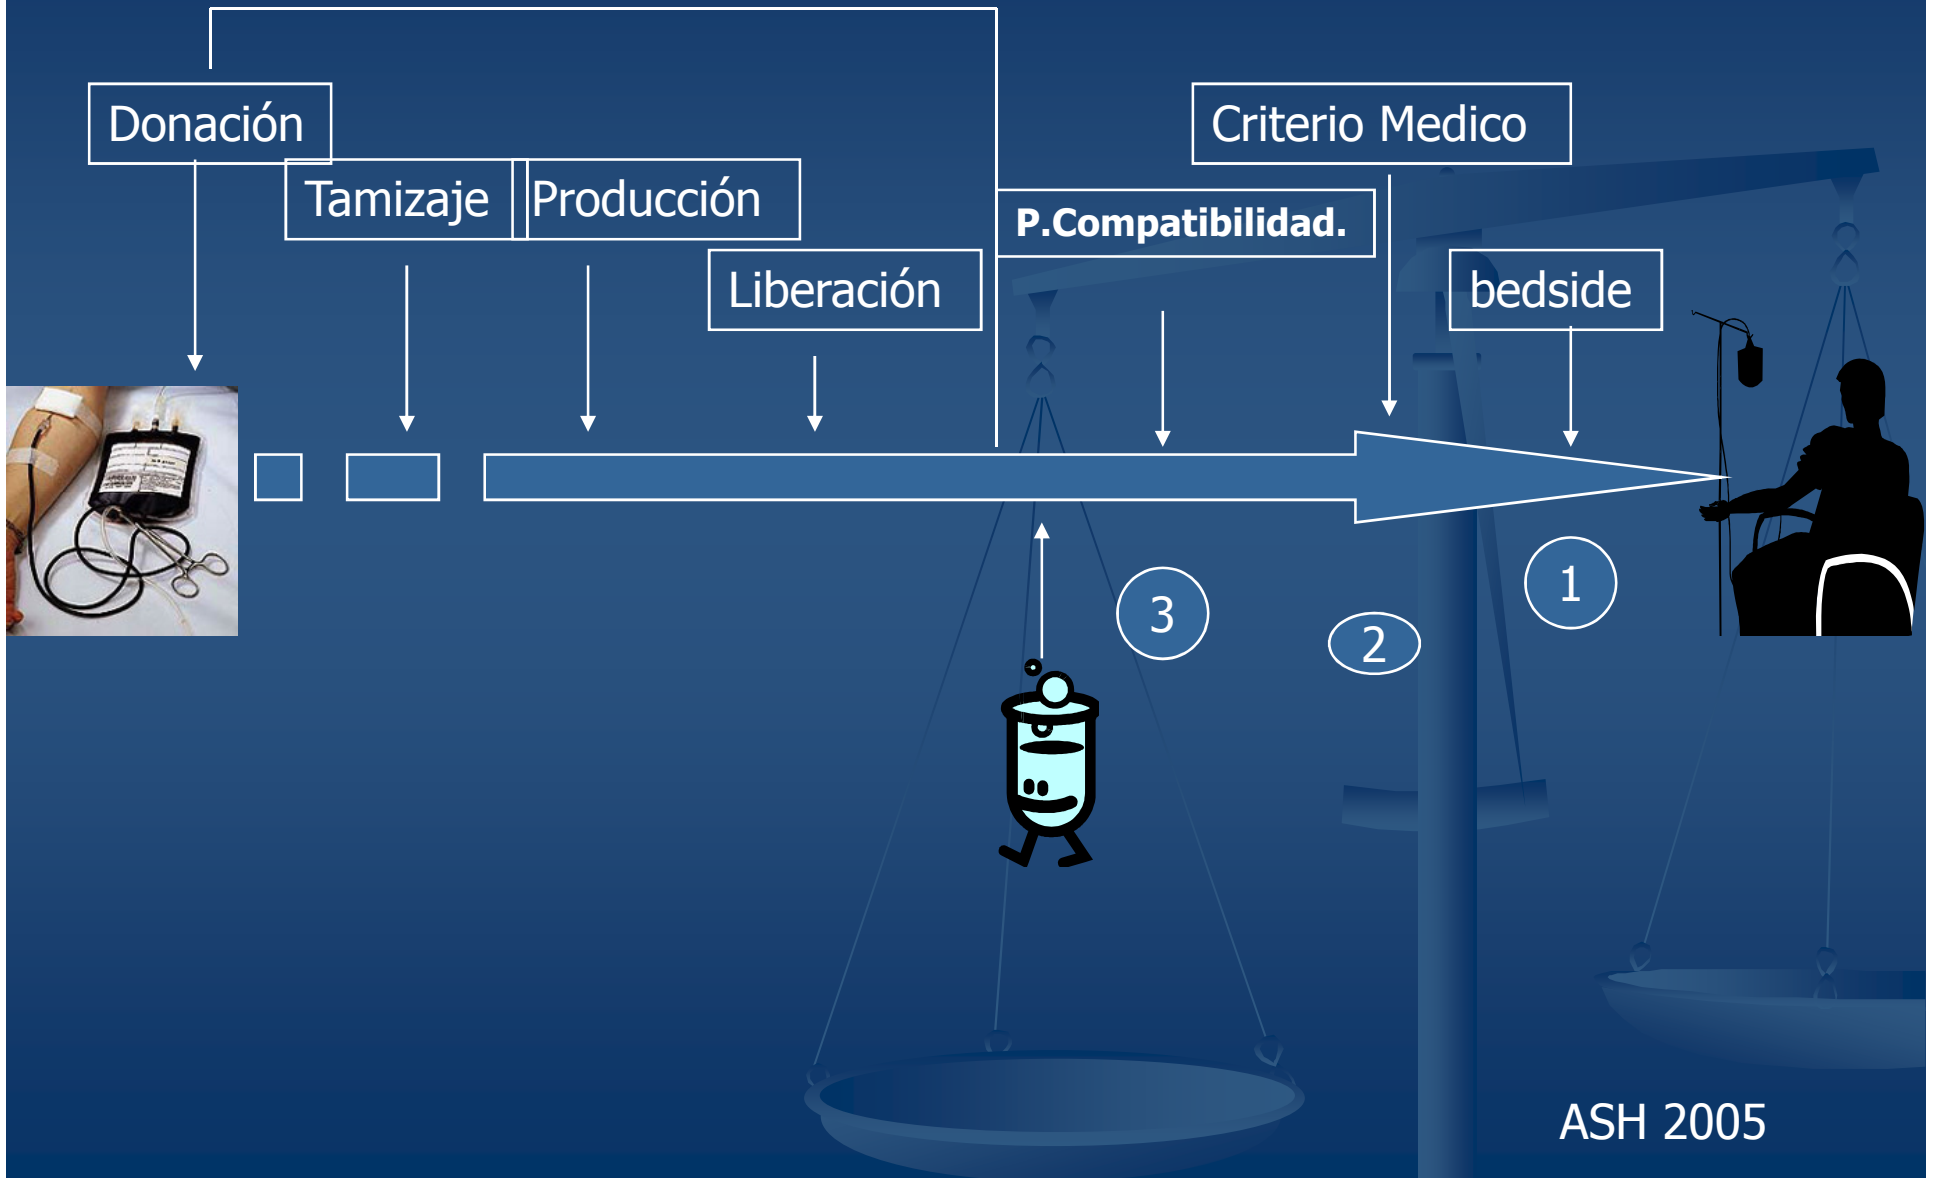 Donación
Criterio Medico
Tamizaje
Producción
P.Compatibilidad.
Liberación
bedside
1
3
2
ASH 2005